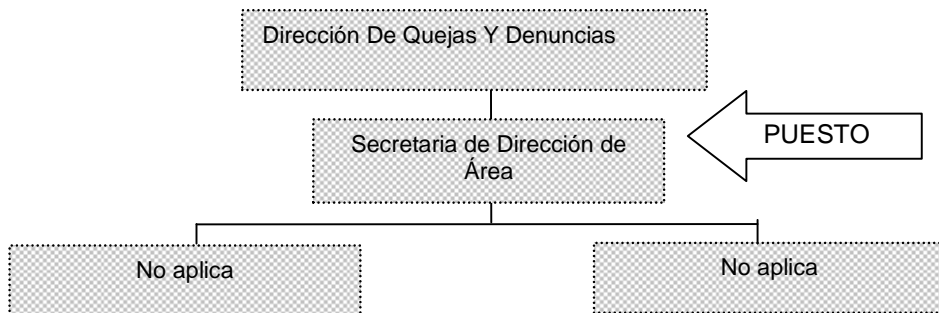 Dirección De Quejas Y Denuncias
Secretaria de Dirección de
Área
PUESTO
No aplica
No aplica